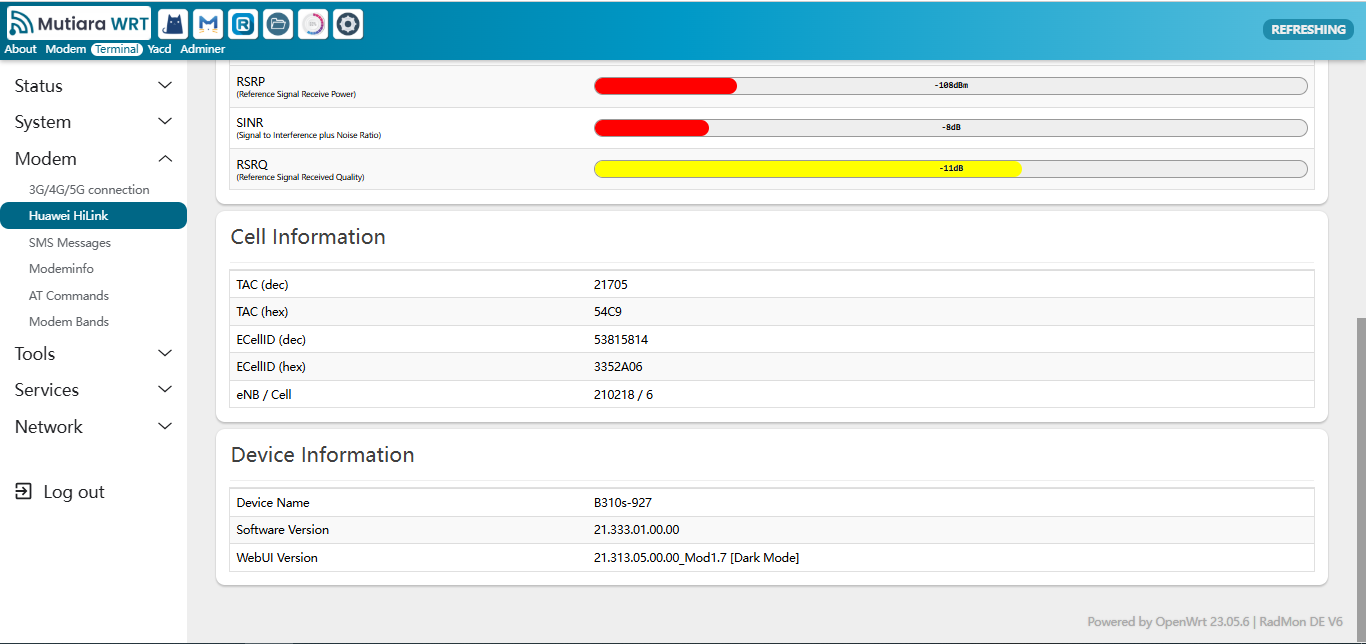 Mutiara WRT
REFRESHING
About Modem Terminal Yacd Adminer
Status
System
Modem
3G/4G/5G connection
Huawei HiLink
SMS Messages
Modeminfo
AT Commands
Modem Bands
Tools
Services
Network
Log out
RSRP
(Reference Signal Receive Power)
-108dBm
SINR
(Signal to Interference plus Noise Ratio)
-8dB
RSRQ
(Reference Signal Received Quality)
-11dB
Cell Information
TAC (dec) 21705
TAC (hex) 54C9
ECellID (dec) 53815814
ECellID (hex) 3352A06
eNB / Cell 210218 / 6
Device Information
Device Name B310s-927
Software Version 21.333.01.00.00
WebUI Version 21.313.05.00.00_Mod1.7 [Dark Mode]
Powered by OpenWrt 23.05.6 | RadMon DE V6